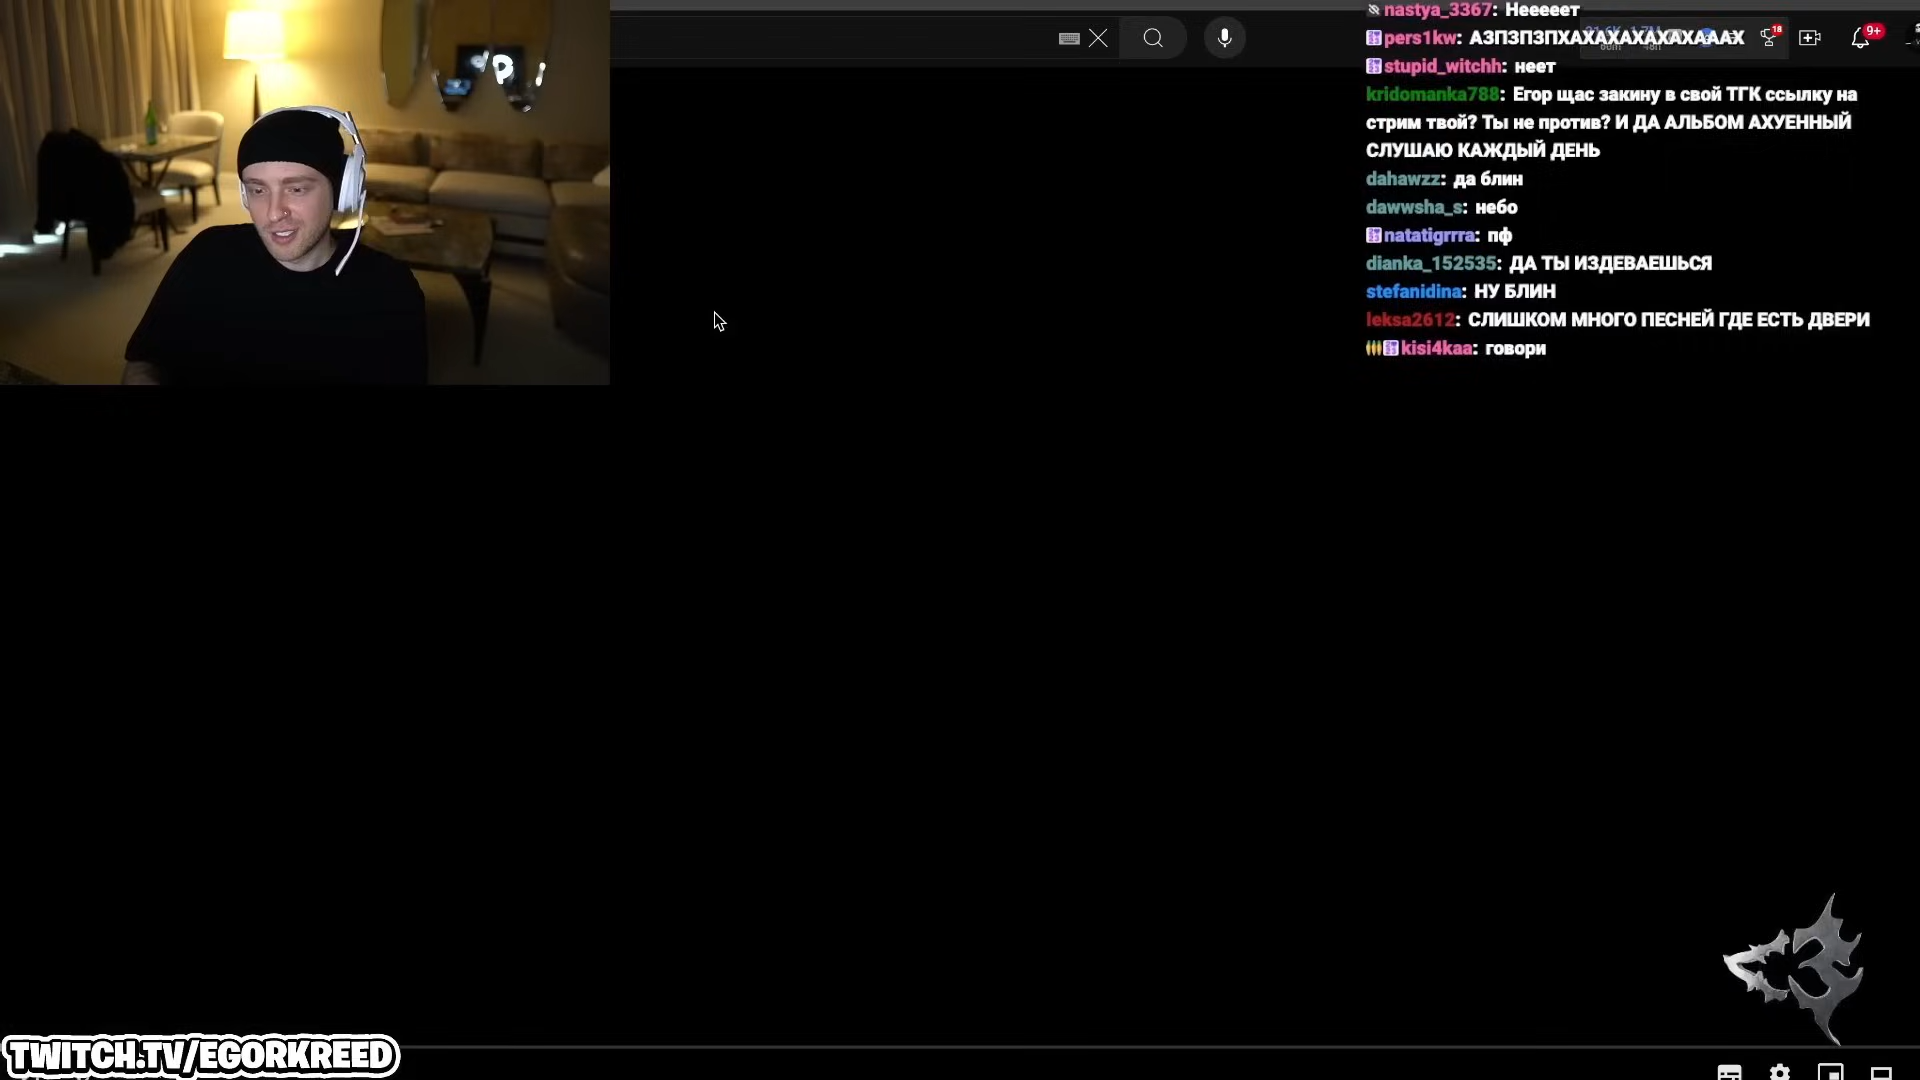 nastya_3367: Нееееет
pers1kw: АЗПЗПЗПХАХАХАХАХАХАААХ
18
9+
stupid_witchh: неет
kridomanka788: Егор щас закину в свой ТГК ссылку на
стрим твой? Ты не против? И ДА АЛЬБОМ АХУЕННЫЙ
СЛУШАЮ КАЖДЫЙ ДЕНЬ
dahawzz: да блин
dawwsha_s: небо
natatigrrra: пф
dianka_152535: ДА ТЫ ИЗДЕВАЕШЬСЯ
stefanidina: НУ БЛИН
leksa2612: СЛИШКОМ МНОГО ПЕСНЕЙ ГДЕ ЕСТЬ ДВЕРИ
kisi4kaa: говори
TWITCH.TV/EGORKREED